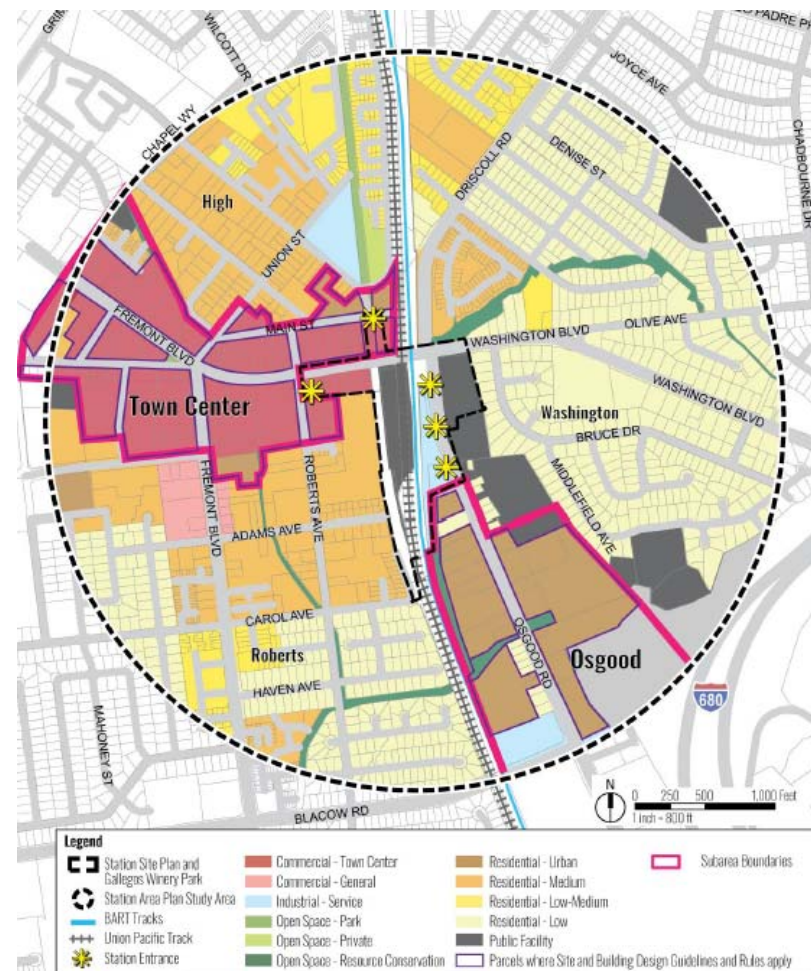 WILCOTT DR
O PADRE P
JOYCE AVE
CHADBOURNE DR
CHAPEL WY
DRISCOLL RD
DENISE ST
High
UNION ST
MAIN ST
FREMONT BLVD
WASHINGTON BLVD
OLIVE AVE
Town Center
Washington
WASHINGTON BLVD
BRUCE DR
MIDDLEFIELD AVE
FREMONT BLVD
ROBERTS AVE
ADAMS AVE
CAROL AVE
Roberts
OSGOOD RD
Osgood
HAVEN AVE
MAHONEY ST
680
BLACOW RD
N
0 250 500 1,000 Feet
1 inch = 800 ft
Legend
Station Site Plan and
Gallegos Winery Park
Station Area Plan Study Area
BART Tracks
Union Pacific Track
Station Entrance
Commercial - Town Center
Commercial - General
Industrial - Service
Open Space - Park
Open Space - Private
Open Space - Resource Conservation
Residential - Urban
Residential - Medium
Residential - Low-Medium
Residential - Low
Public Facility
Parcels where Site and Building Design Guidelines and Rules apply
Subarea Boundaries